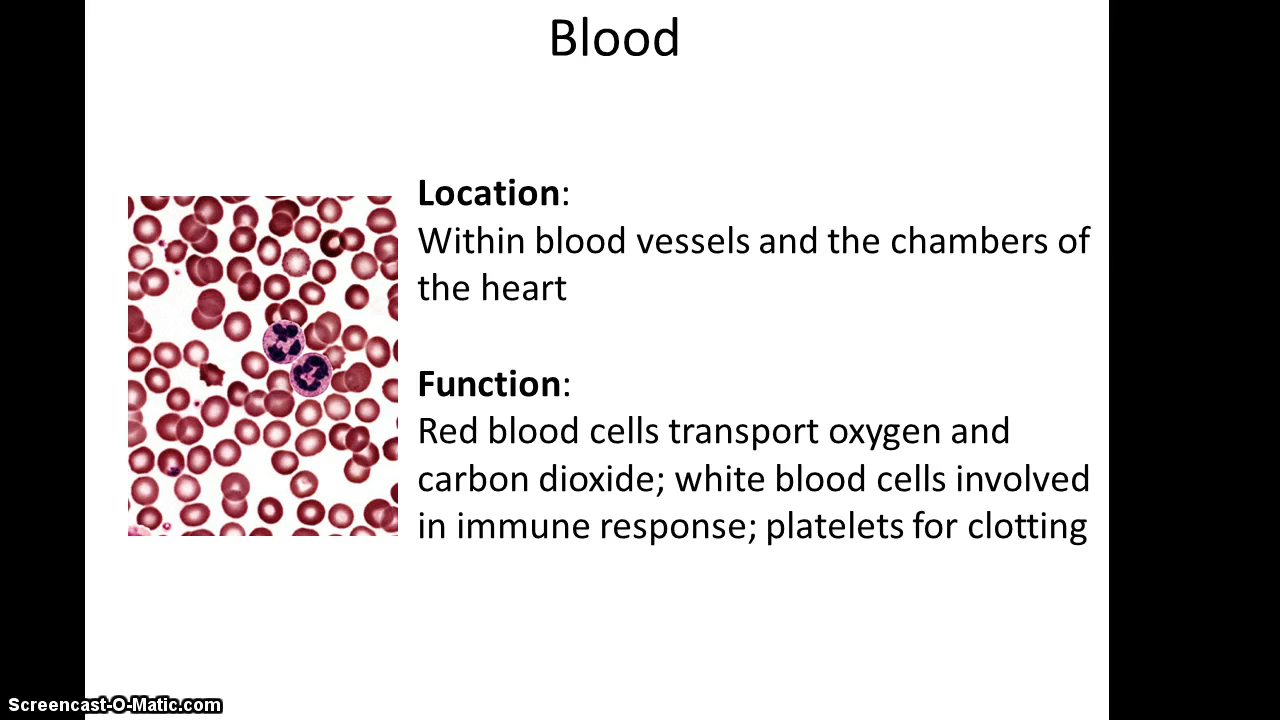 Blood
Location:
Within blood vessels and the chambers of
the heart
Function:
Red blood cells transport oxygen and
carbon dioxide; white blood cells involved
in immune response; platelets for clotting
Screencast-O-Matic.com